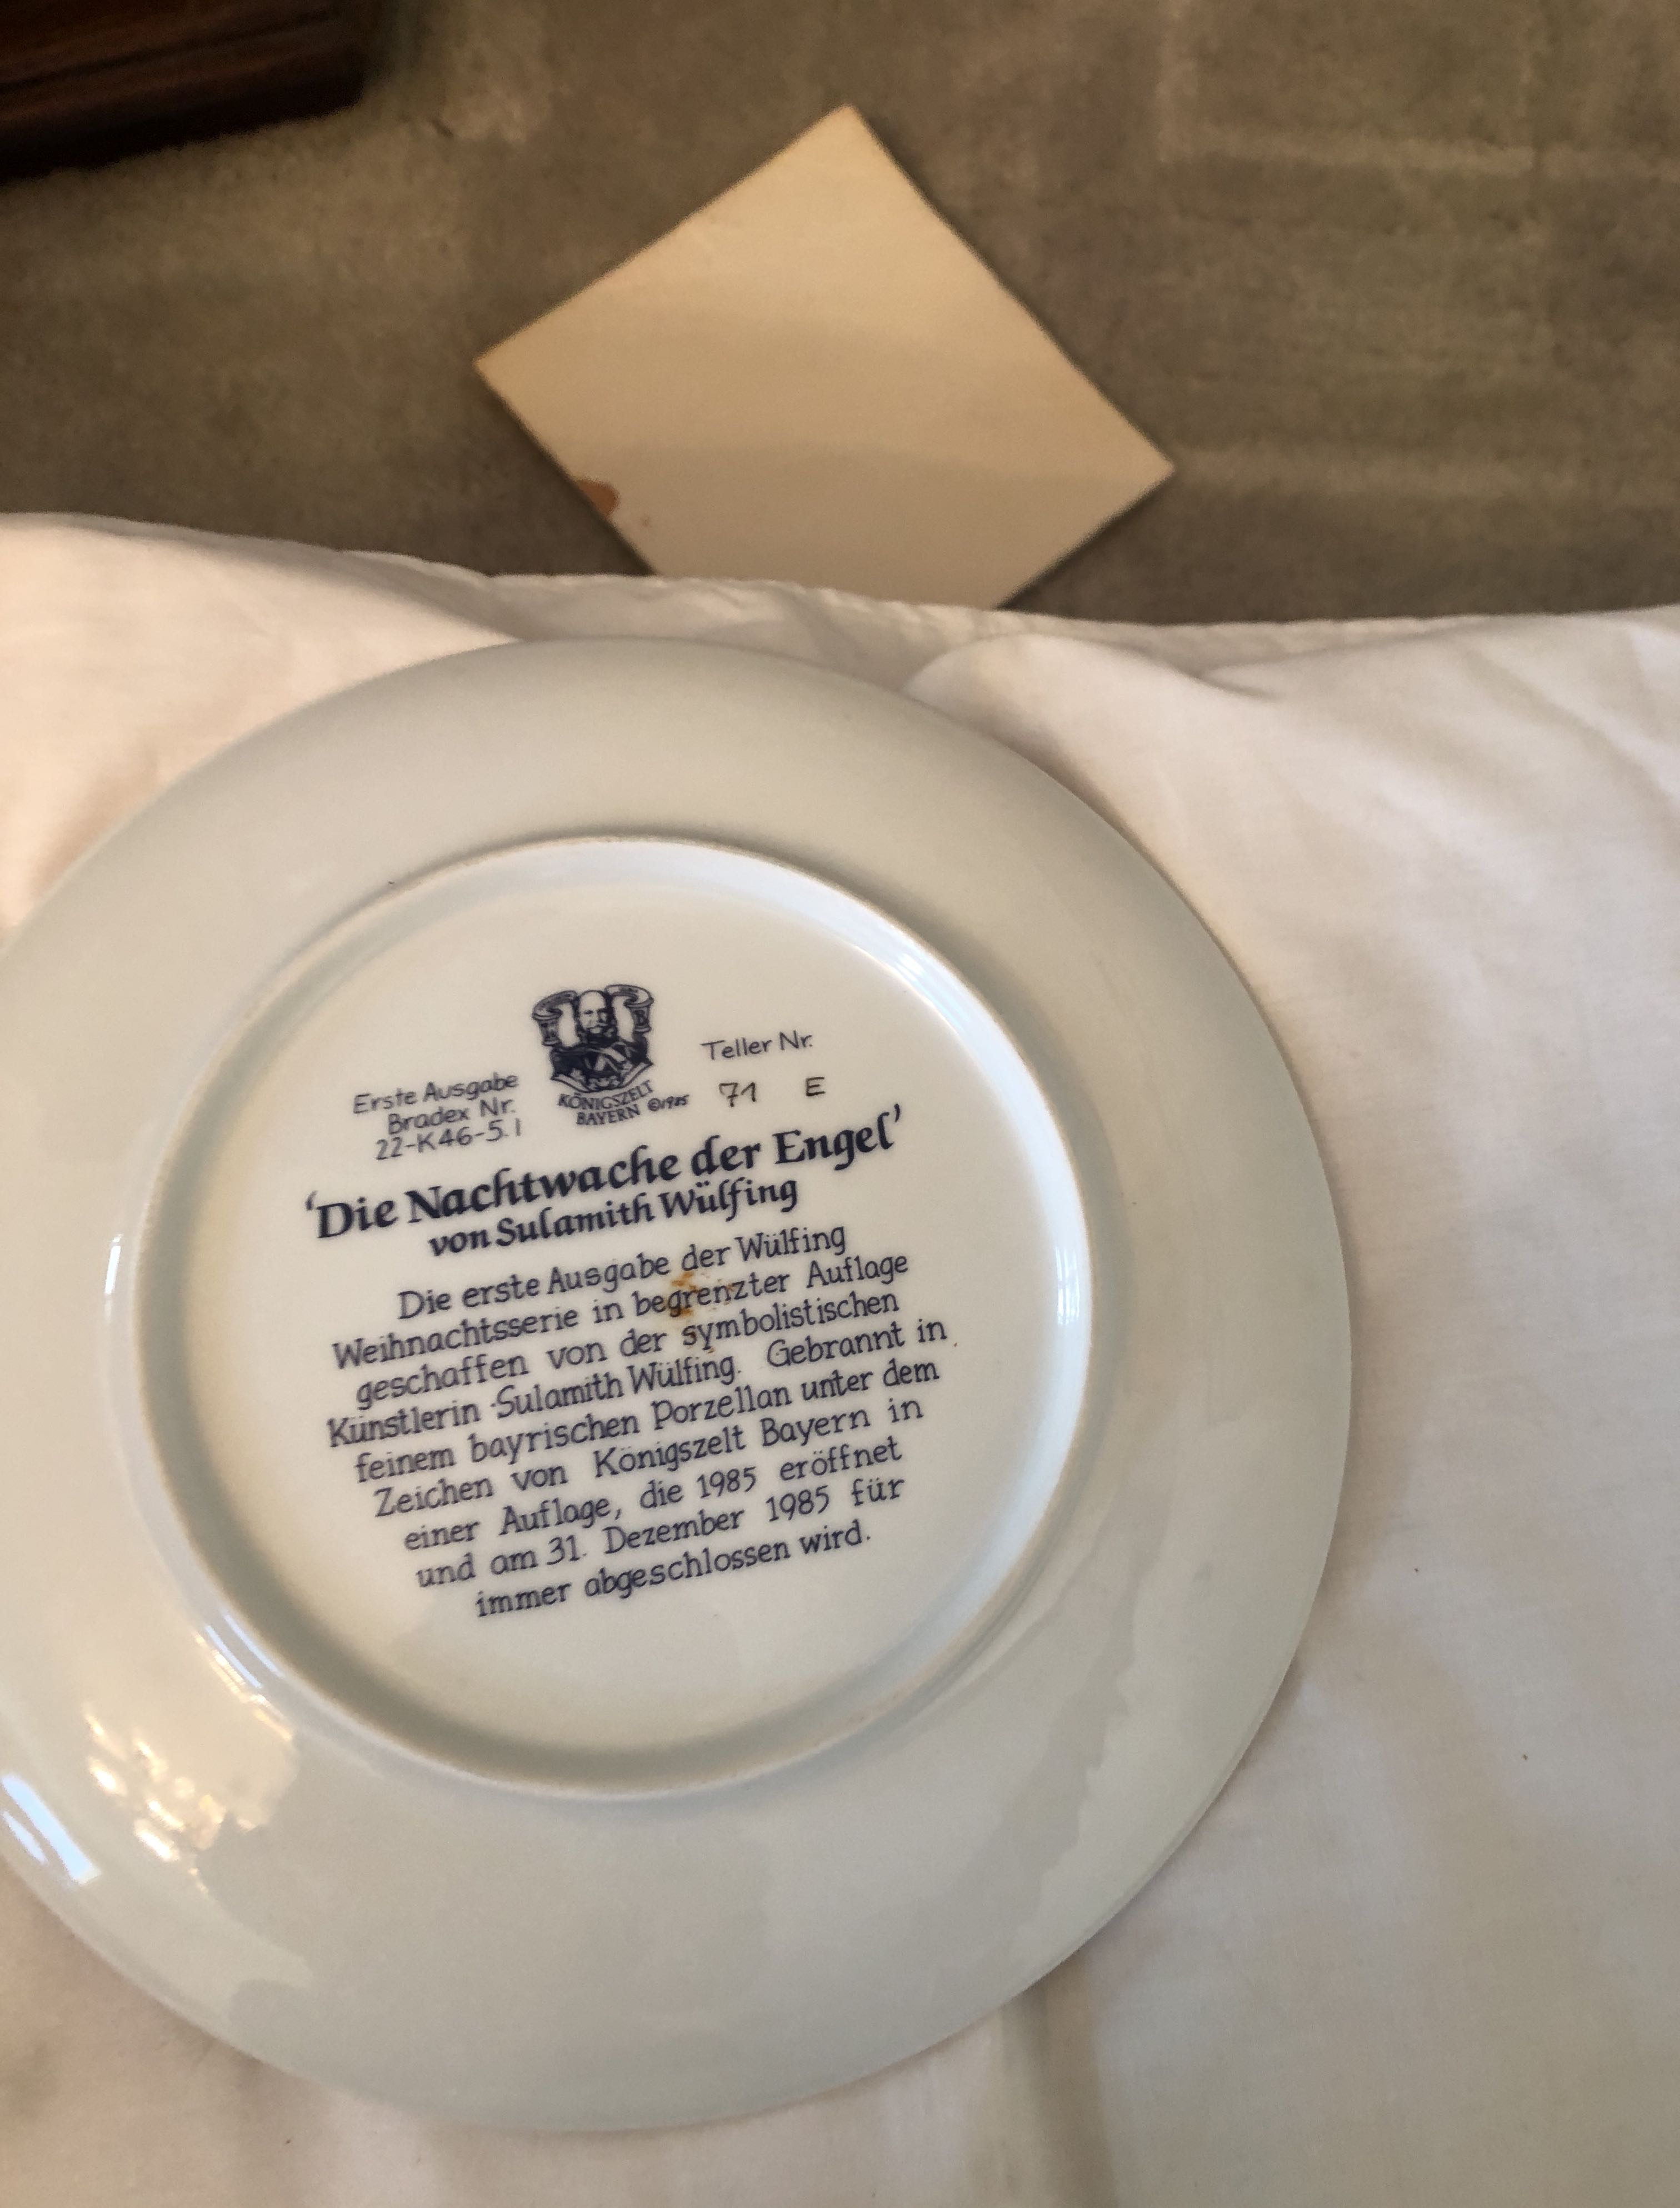 Erste Ausgabe
Bradex Nr.
22-K46-5.1
KÖNIGSZELT
BAYERN ©1985
Teller Nr.
71 E
'Die Nachtwache der Engel'
von Sulamith Wülfing
Die erste Ausgabe der Wülfing
Weihnachtsserie in begrenzter Auflage
geschaffen von der symbolistischen
Künstlerin Sulamith Wülfing. Gebrannt in
feinem bayrischen Porzellan unter dem
Zeichen von Königszelt Bayern in
einer Auflage, die 1985 eröffnet
und am 31. Dezember 1985 für
immer abgeschlossen wird.